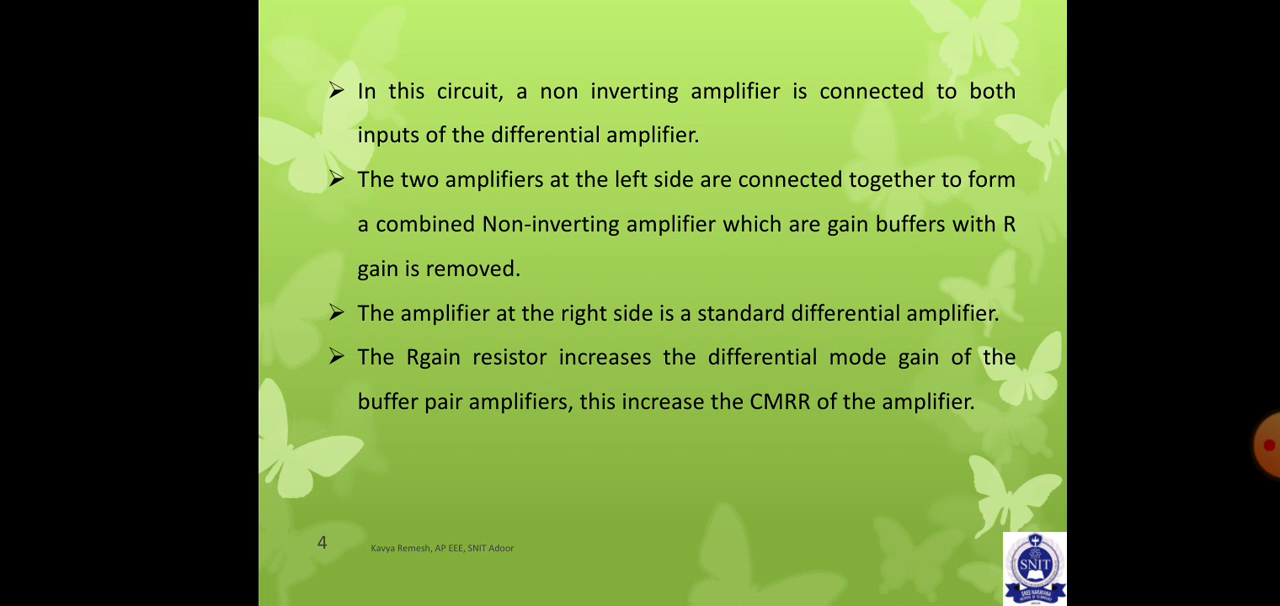 ➢ In this circuit, a non inverting amplifier is connected to both
inputs of the differential amplifier.
➢ The two amplifiers at the left side are connected together to form
a combined Non-inverting amplifier which are gain buffers with R
gain is removed.
➢ The amplifier at the right side is a standard differential amplifier.
➢ The Rgain resistor increases the differential mode gain of the
buffer pair amplifiers, this increase the CMRR of the amplifier.
4
Kavya Remesh, AP EEE, SNIT Adoor
SNIT